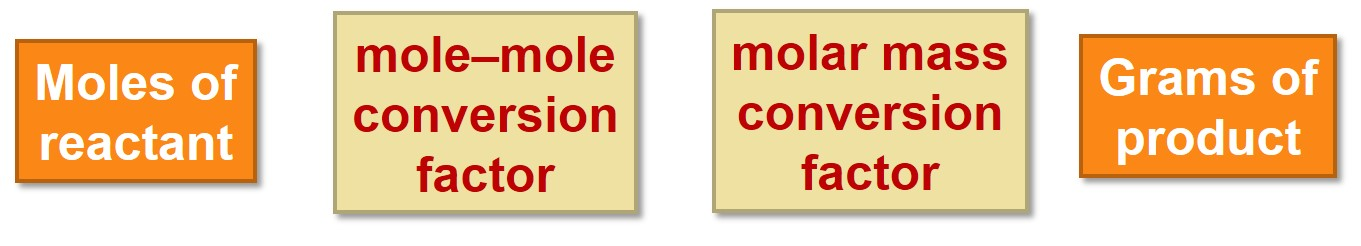 Moles of
reactant
mole–mole
conversion
factor
molar mass
conversion
factor
Grams of
product